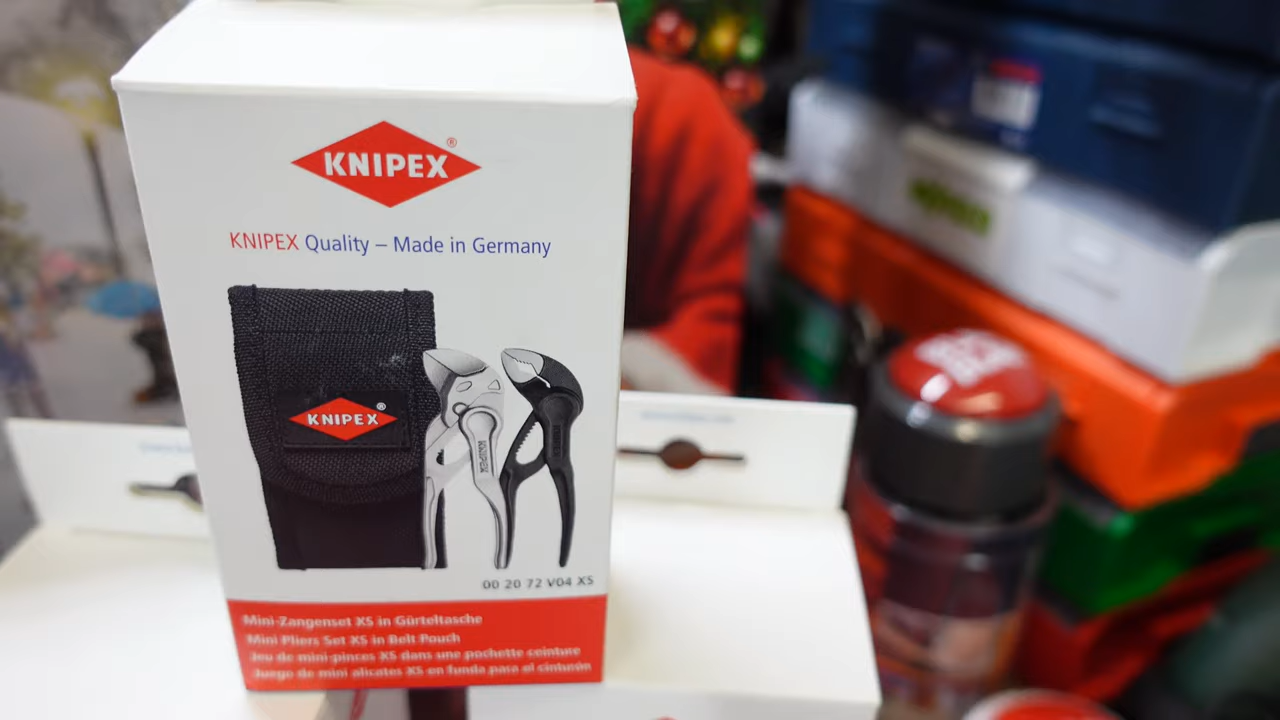 KNIPEX®
KNIPEX Quality – Made in Germany
KNIPEX®
KNIPEX
00 20 72 V04 XS
Mini-Zangenset XS in Gürteltasche
Mini Pliers Set XS in Belt Pouch
Jeu de mini-pinces XS dans une pochette ceinture
Juego de mini alicates XS en funda para el cinturón